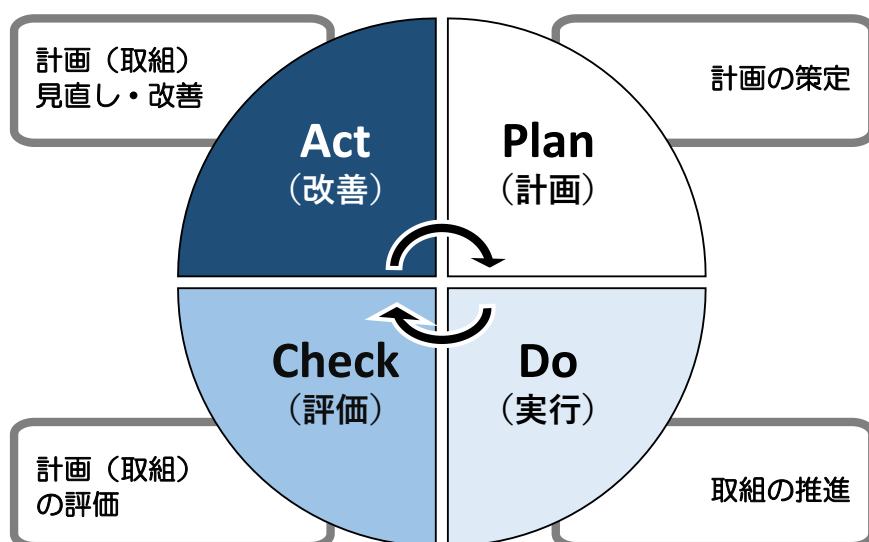 計画（取組）
見直し・改善
計画の策定
Act
（改善）
Plan
（計画）
Check
（評価）
Do
（実行）
計画（取組）
の評価
取組の推進